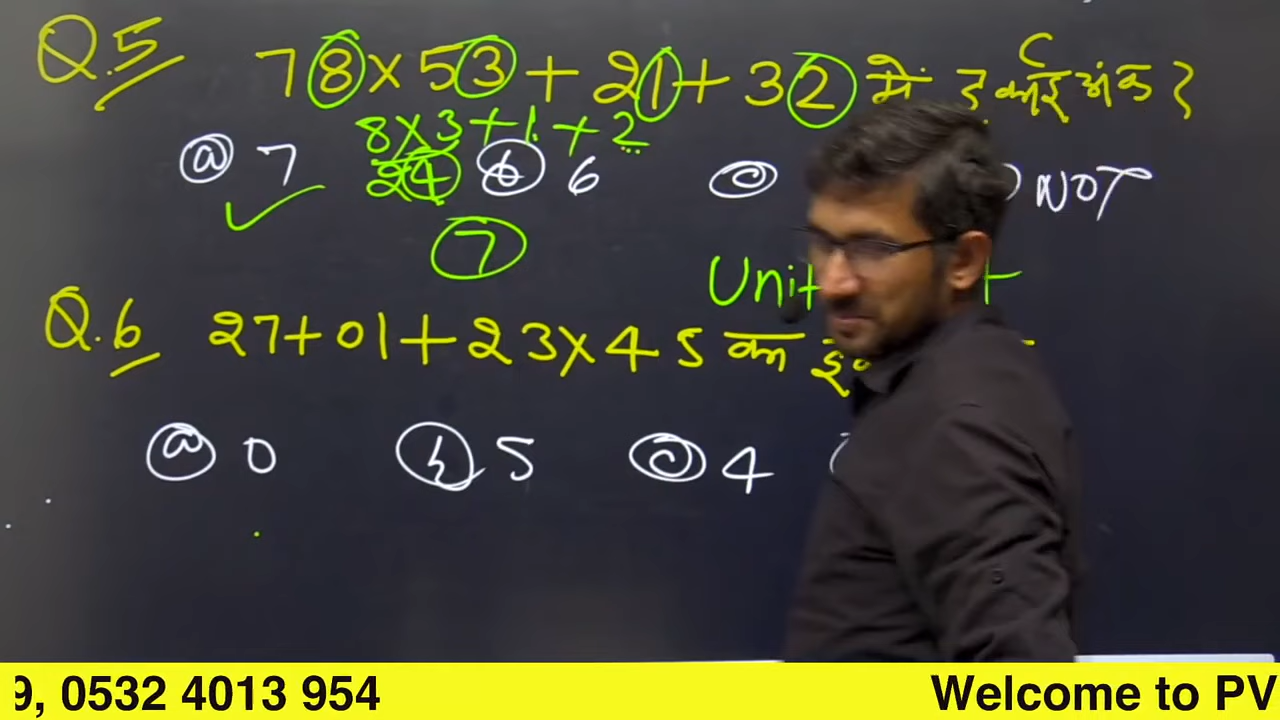 Q.5 78×53+21+32 में इकाई अंक ?
8×3+1+2
ⓐ 7 24 ⓑ 6 ⓒ NOT
7
Unit
Q.6 27+01+23×45 का
ⓐ 0 ⓑ 5 ⓒ 4
9, 0532 4013 954 Welcome to PV